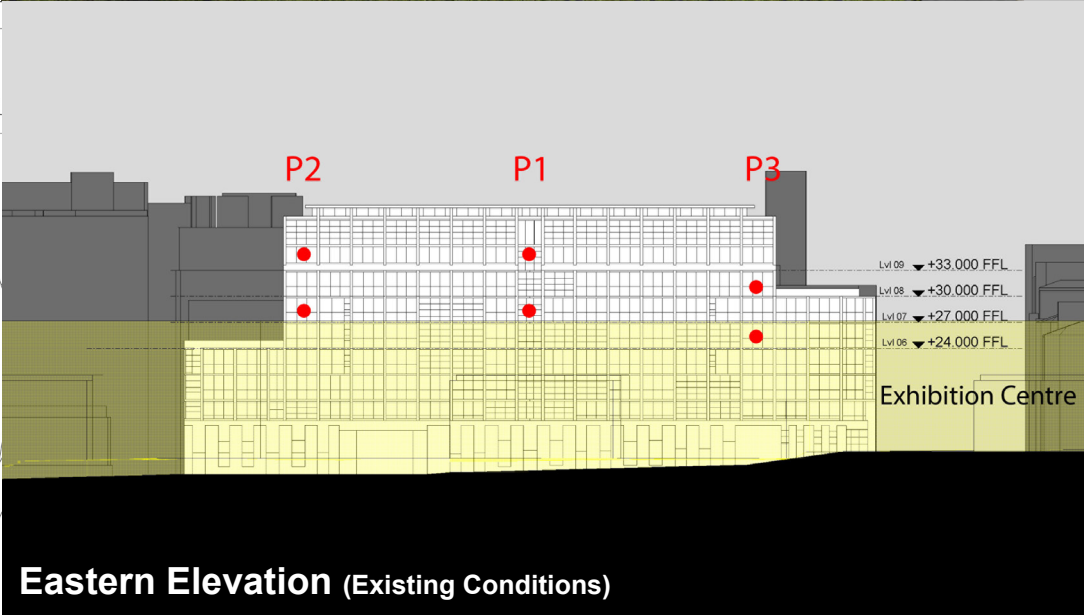 P2 P1 P3
Lvl 09 +33.000 FFL
Lvl 08 +30.000 FFL
Lvl 07 +27.000 FFL
Lvl 06 +24.000 FFL
Exhibition Centre
Eastern Elevation (Existing Conditions)